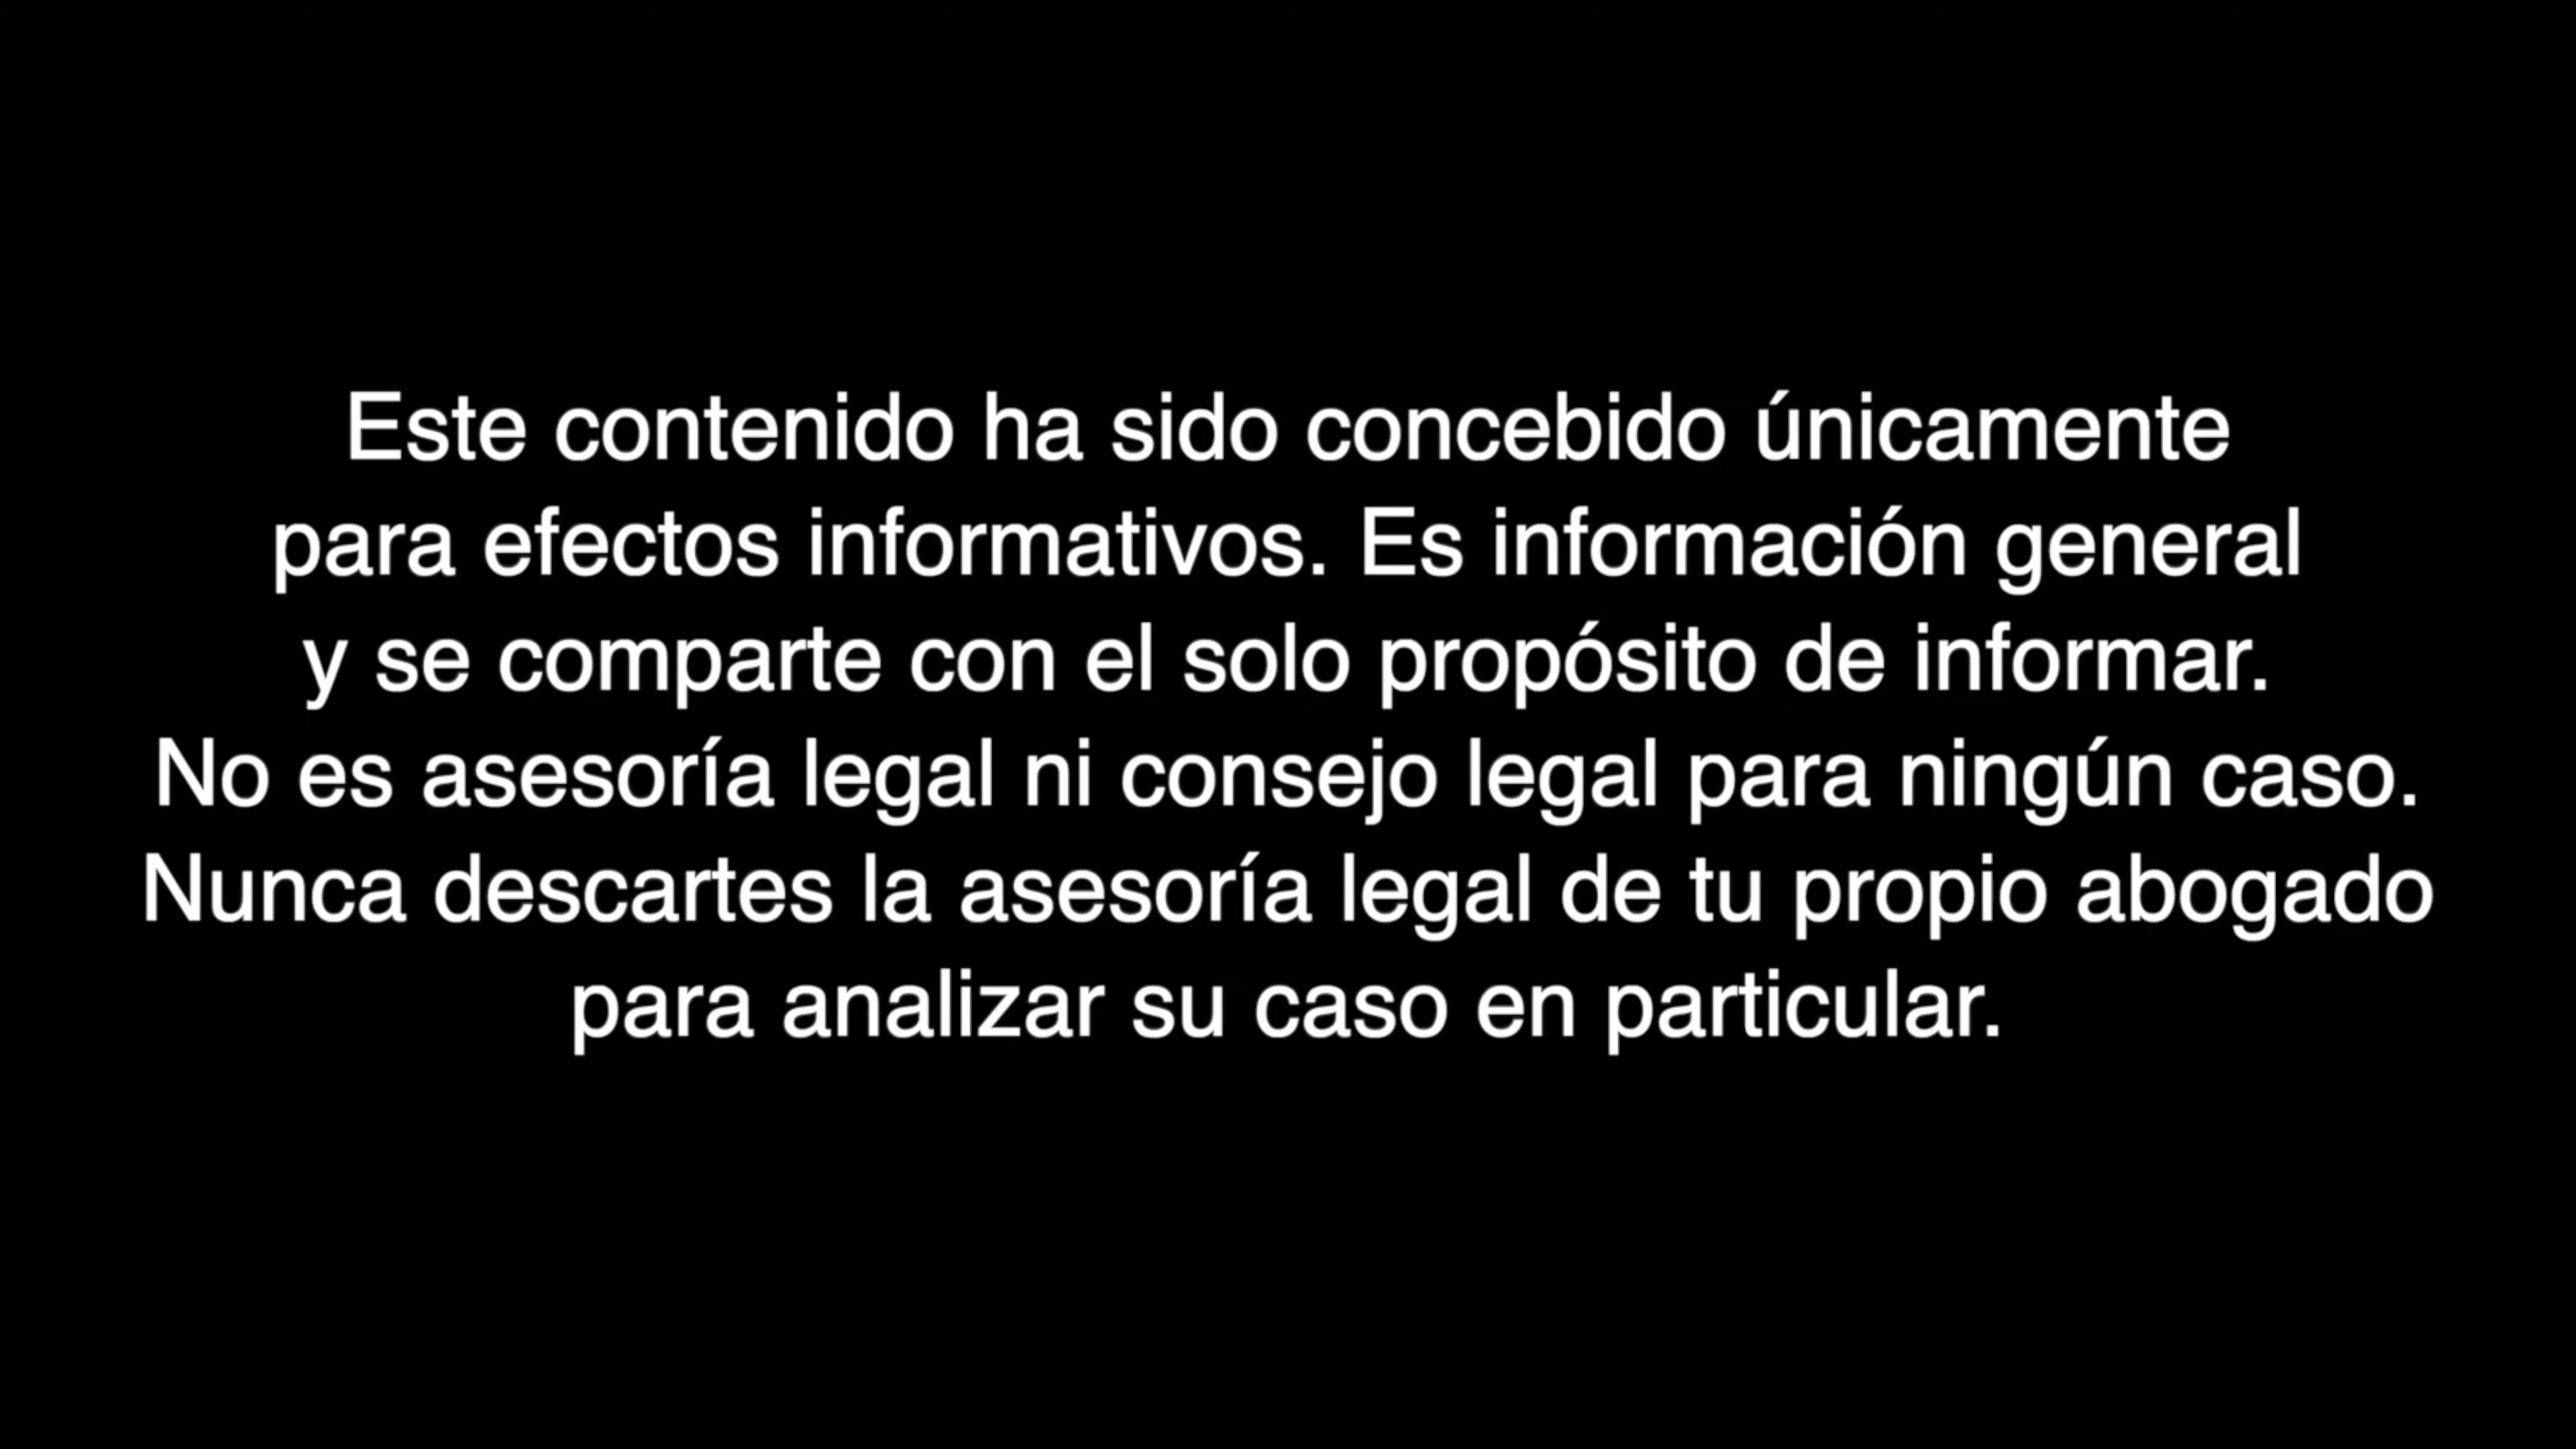 Este contenido ha sido concebido únicamente
para efectos informativos. Es información general
y se comparte con el solo propósito de informar.
No es asesoría legal ni consejo legal para ningún caso.
Nunca descartes la asesoría legal de tu propio abogado
para analizar su caso en particular.